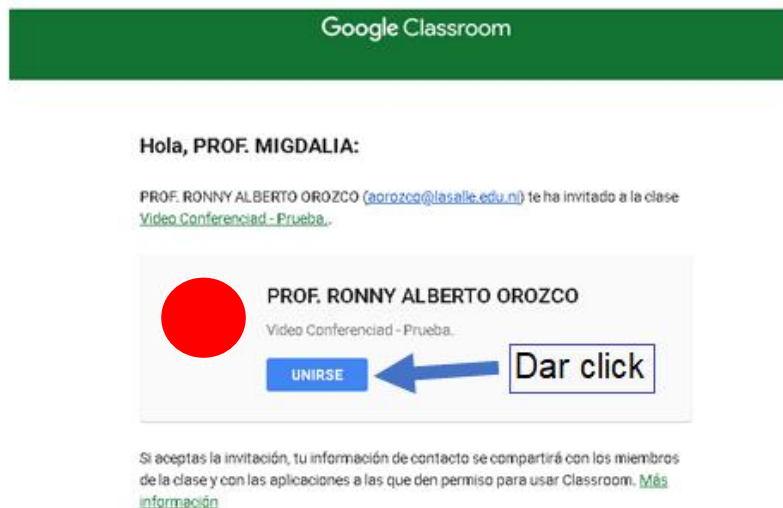 Google Classroom
Hola, PROF. MIGDALIA:
PROF. RONNY ALBERTO OROZCO (aorozco@lasalle.edu.ni) te ha invitado a la clase
Video Conferenciad - Prueba..
PROF. RONNY ALBERTO OROZCO
Video Conferenciad - Prueba.
UNIRSE
Dar click
Si aceptas la invitación, tu información de contacto se compartirá con los miembros
de la clase y con las aplicaciones a las que den permiso para usar Classroom. Más
información